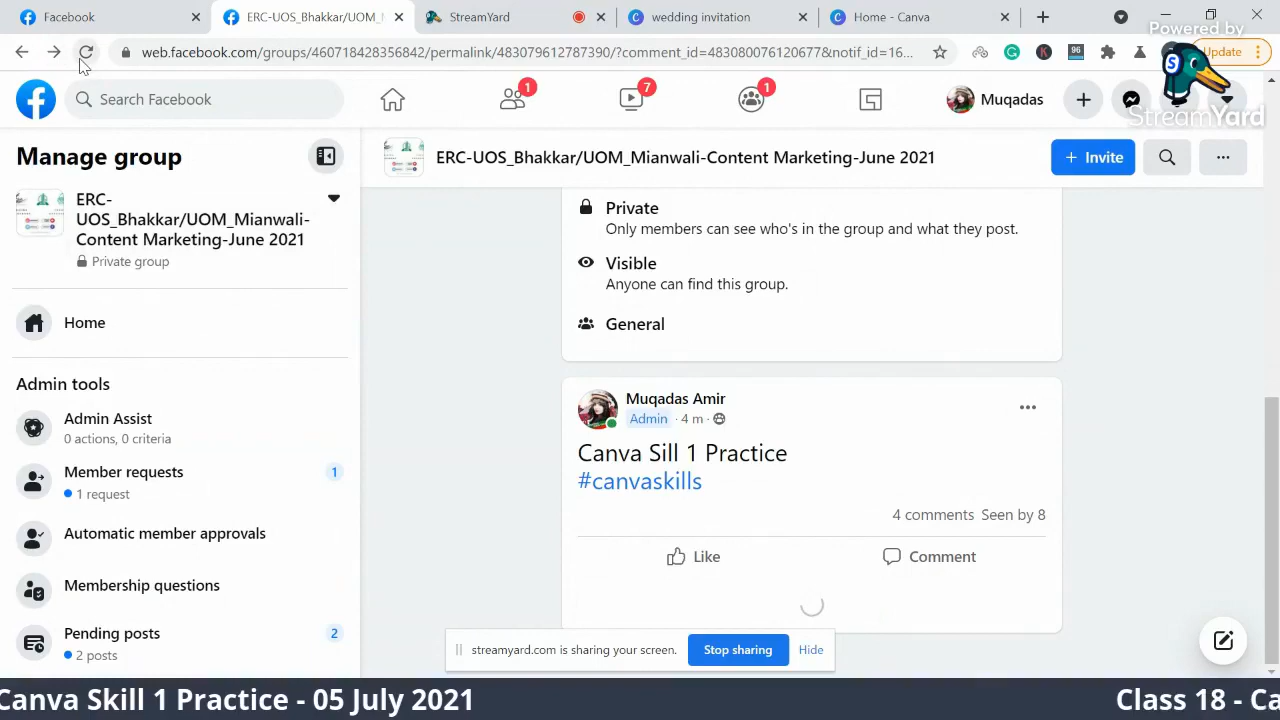 Facebook
ERC-UOS_Bhakkar/UOM_
StreamYard
wedding invitation
Home - Canva
Powered by
web.facebook.com/groups/460718428356842/permalink/483079612787390/?comment_id=483080076120677&notif_id=16...
96
K
Update
StreamYard
Search Facebook
1
7
1
Muqadas
Manage group
ERC-UOS_Bhakkar/UOM_Mianwali-Content Marketing-June 2021
Invite
ERC-
UOS_Bhakkar/UOM_Mianwali-
Content Marketing-June 2021
Private group
Home
Admin tools
Admin Assist
0 actions, 0 criteria
Member requests
1
1 request
Automatic member approvals
Membership questions
Pending posts
2
2 posts
Private
Only members can see who's in the group and what they post.
Visible
Anyone can find this group.
General
Muqadas Amir
Admin · 4 m ·
Canva Sill 1 Practice
#canvaskills
4 comments Seen by 8
Like
Comment
streamyard.com is sharing your screen.
Stop sharing
Hide
Canva Skill 1 Practice - 05 July 2021
Class 18 - Ca